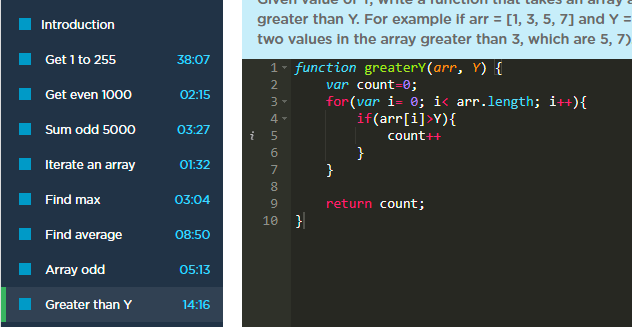 Introduction
Get 1 to 255 38:07
Get even 1000 02:15
Sum odd 5000 03:27
Iterate an array 01:32
Find max 03:04
Find average 08:50
Array odd 05:13
Greater than Y 14:16
Given value of Y, write a function that takes an array a
greater than Y. For example if arr = [1, 3, 5, 7] and Y =
two values in the array greater than 3, which are 5, 7)
1 function greaterY(arr, Y) {
2 var count=0;
3 for(var i= 0; i< arr.length; i++){
4 if(arr[i]>Y){
i 5 count++
6 }
7 }
8
9 return count;
10 }